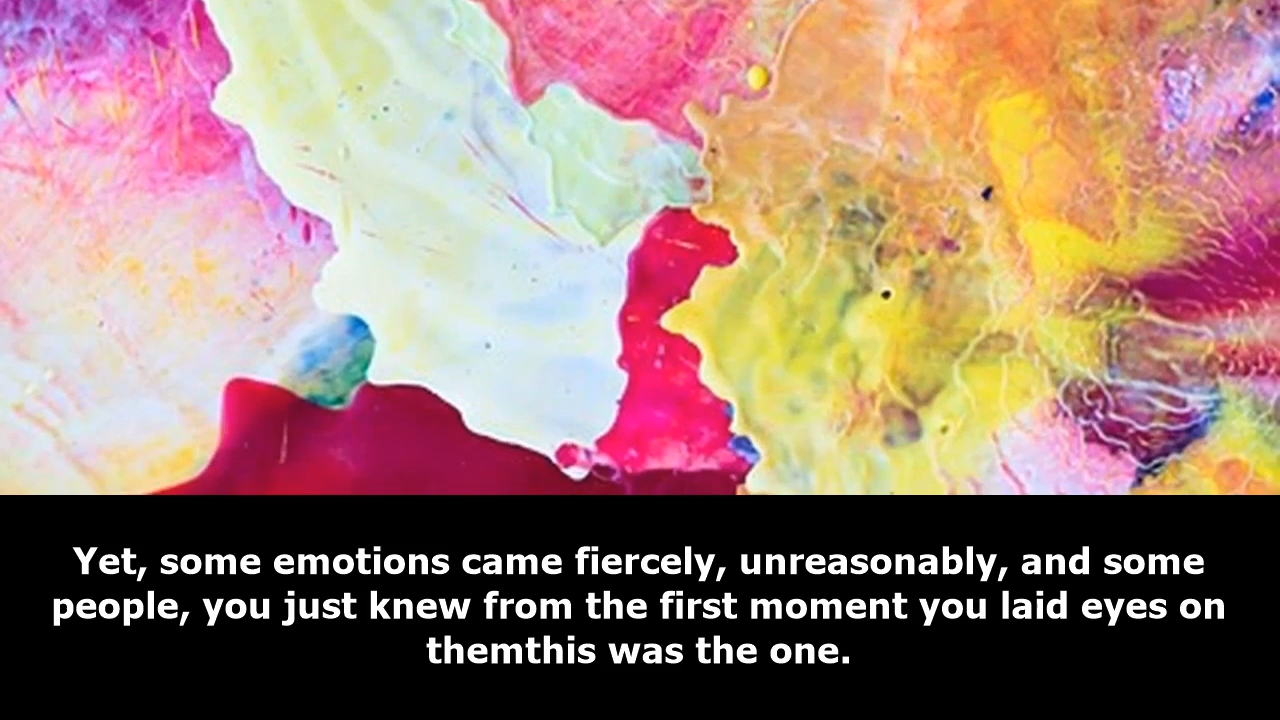 Yet, some emotions came fiercely, unreasonably, and some
people, you just knew from the first moment you laid eyes on
themthis was the one.